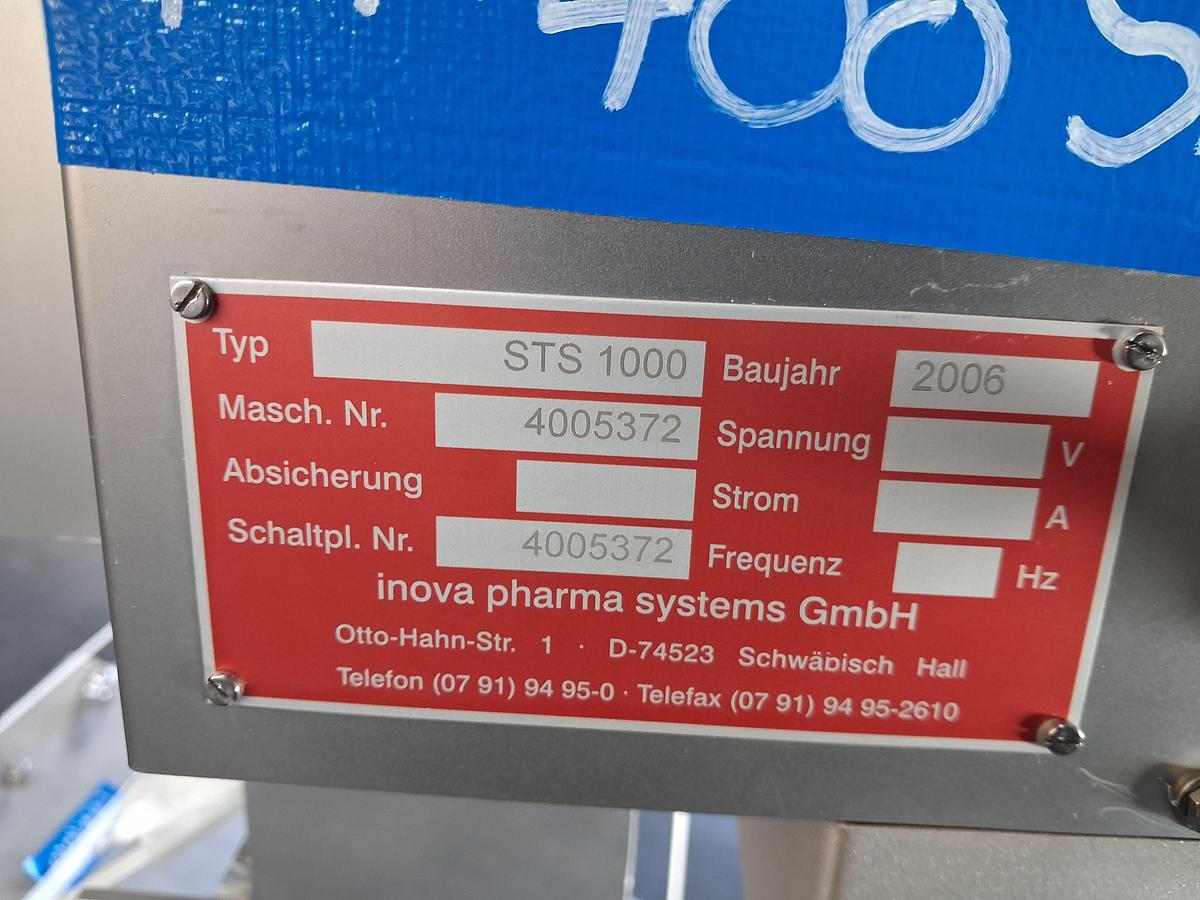 4005
Typ STS 1000 Baujahr 2006
Masch. Nr. 4005372 Spannung V
Absicherung Strom A
Schaltpl. Nr. 4005372 Frequenz Hz
inova pharma systems GmbH
Otto-Hahn-Str. 1 · D-74523 Schwäbisch Hall
Telefon (07 91) 94 95-0 · Telefax (07 91) 94 95-2610